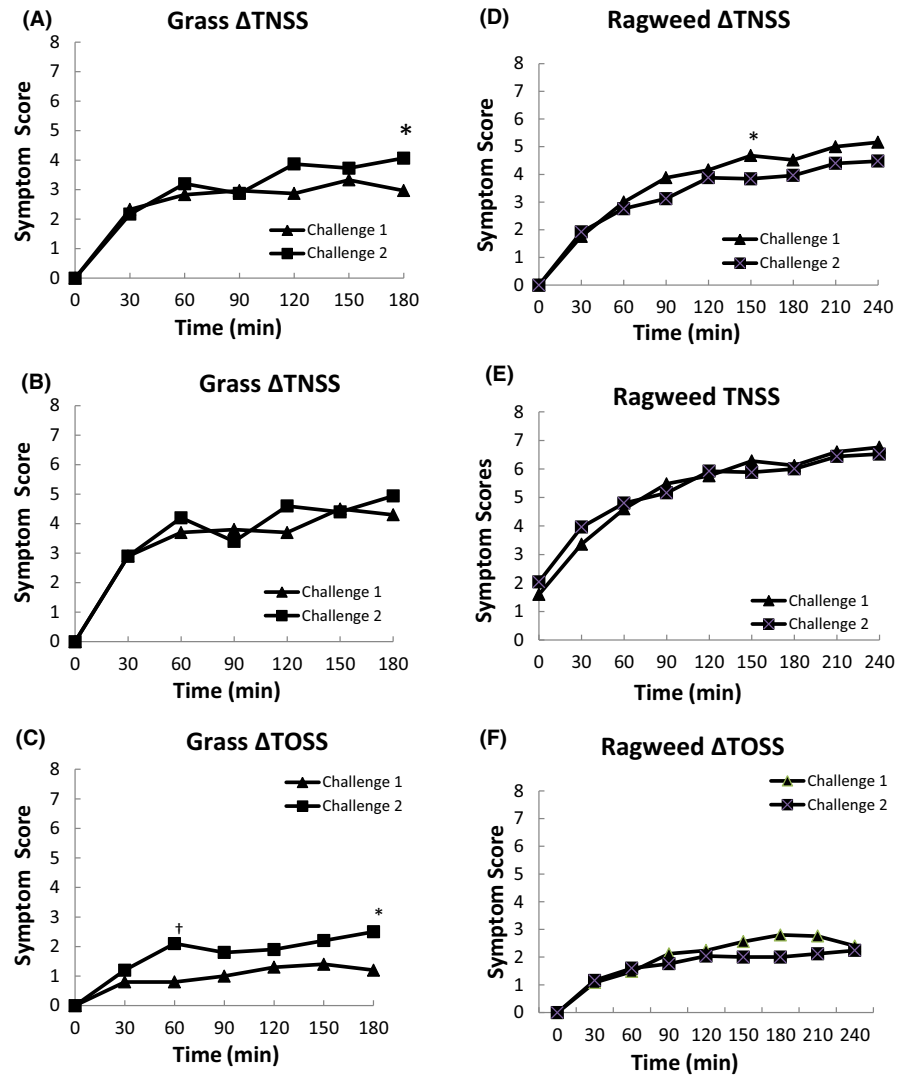 (A)
Grass ΔTNSS
8
7
6
5
4
3
2
1
0
Symptom Score
*
Challenge 1
Challenge 2
0 30 60 90 120 150 180
Time (min)
(D)
Ragweed ΔTNSS
8
7
6
5
4
3
2
1
0
Symptom Score
*
Challenge 1
Challenge 2
0 30 60 90 120 150 180 210 240
Time (min)
(B)
Grass ΔTNSS
8
7
6
5
4
3
2
1
0
Symptom Score
Challenge 1
Challenge 2
0 30 60 90 120 150 180
Time (min)
(E)
Ragweed TNSS
8
7
6
5
4
3
2
1
0
Symptom Scores
Challenge 1
Challenge 2
0 30 60 90 120 150 180 210 240
Time (min)
(C)
Grass ΔTOSS
8
7
6
5
4
3
2
1
0
Symptom Score
Challenge 1
Challenge 2
†
*
0 30 60 90 120 150 180
Time (min)
(F)
Ragweed ΔTOSS
8
7
6
5
4
3
2
1
0
Symptom Score
Challenge 1
Challenge 2
0 30 60 90 120 150 180 210 240
Time (min)